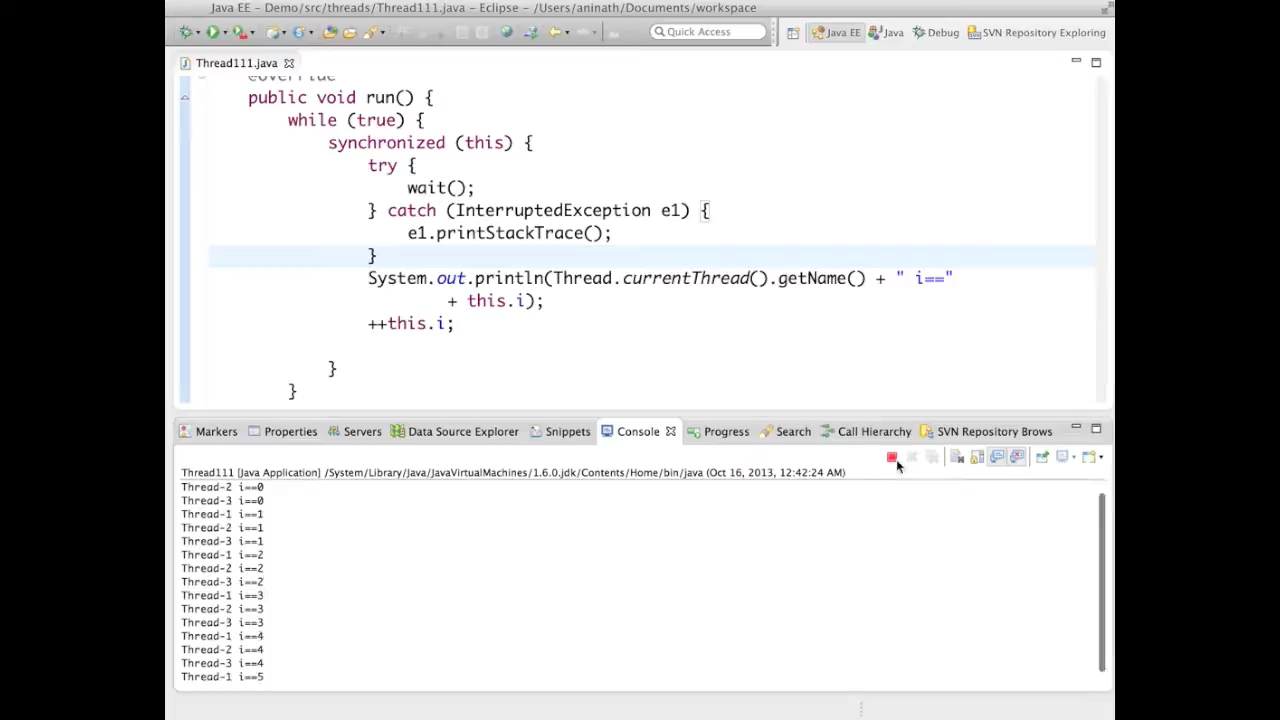 Java EE - Demo/src/threads/Thread111.java - Eclipse - /Users/aninath/Documents/workspace
Quick Access
Java EE
Java
Debug
SVN Repository Exploring
Thread111.java
@Override
public void run() {
while (true) {
synchronized (this) {
try {
wait();
} catch (InterruptedException e1) {
e1.printStackTrace();
}
System.out.println(Thread.currentThread().getName() + " i=="
+ this.i);
++this.i;
}
}
Markers
Properties
Servers
Data Source Explorer
Snippets
Console
Progress
Search
Call Hierarchy
SVN Repository Brows
Thread111 [Java Application] /System/Library/Java/JavaVirtualMachines/1.6.0.jdk/Contents/Home/bin/java (Oct 16, 2013, 12:42:24 AM)
Thread-2 i==0
Thread-3 i==0
Thread-1 i==1
Thread-2 i==1
Thread-3 i==1
Thread-1 i==2
Thread-2 i==2
Thread-3 i==2
Thread-1 i==3
Thread-2 i==3
Thread-3 i==3
Thread-1 i==4
Thread-2 i==4
Thread-3 i==4
Thread-1 i==5